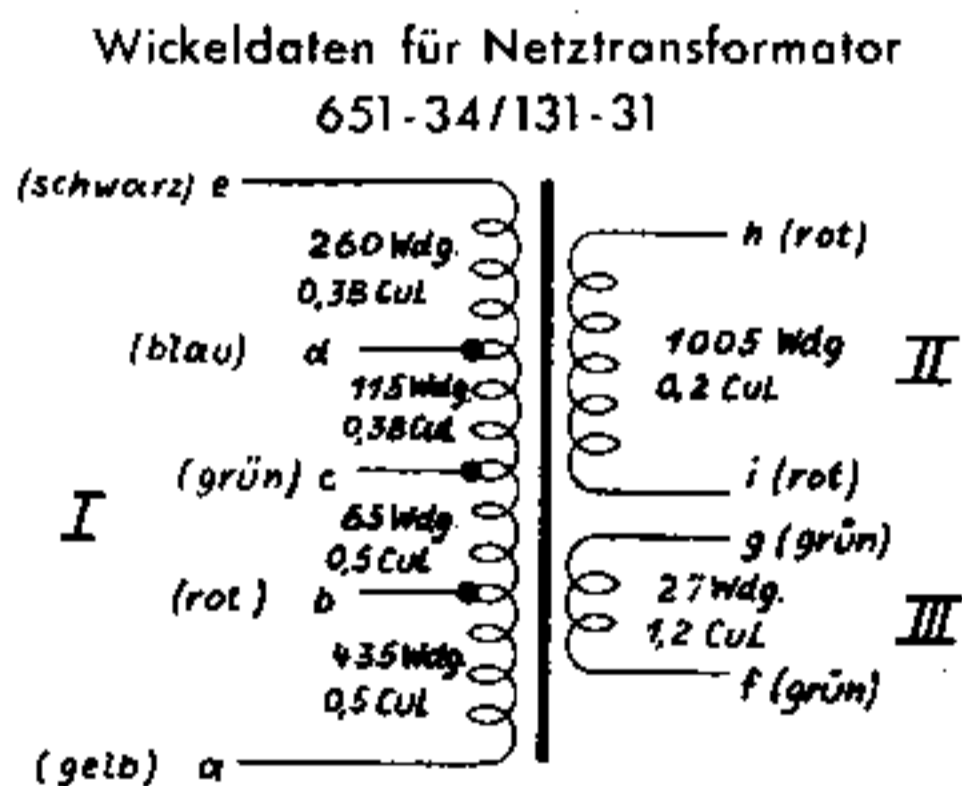 Wickeldaten für Netztransformator
651-34/131-31
(schwarz) e
260 Wdg.
0,38 CuL
(blau) d
115 Wdg.
0,38 CuL
(grün) c
65 Wdg.
0,5 CuL
(rot) b
435 Wdg.
0,5 CuL
(gelb) a
I
h (rot)
1005 Wdg
0,2 CuL
II
i (rot)
g (grün)
27 Wdg.
1,2 CuL
III
f (grün)